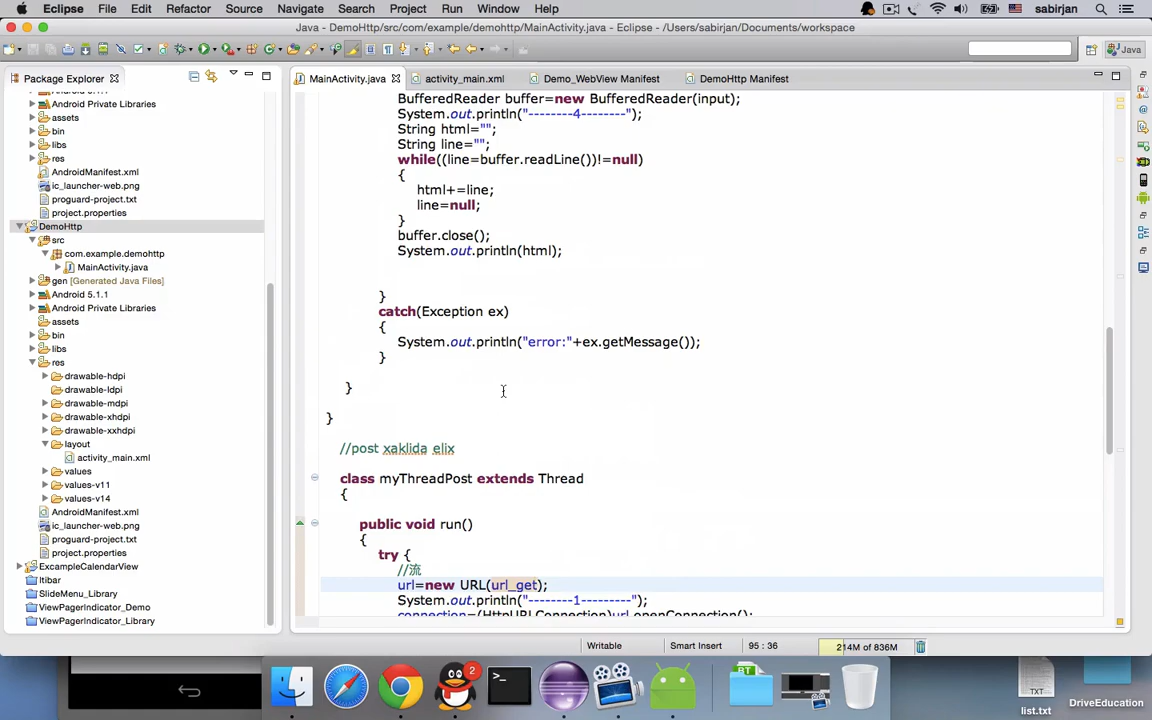 Eclipse File Edit Refactor Source Navigate Search Project Run Window Help sabirjan
Java - DemoHttp/src/com/example/demohttp/MainActivity.java - Eclipse - /Users/sabirjan/Documents/workspace
Java
Package Explorer
MainActivity.java
activity_main.xml
Demo_WebView Manifest
DemoHttp Manifest
Android Private Libraries
assets
bin
libs
res
AndroidManifest.xml
ic_launcher-web.png
proguard-project.txt
project.properties
DemoHttp
src
com.example.demohttp
MainActivity.java
gen [Generated Java Files]
Android 5.1.1
Android Private Libraries
assets
bin
libs
res
drawable-hdpi
drawable-ldpi
drawable-mdpi
drawable-xhdpi
drawable-xxhdpi
layout
activity_main.xml
values
values-v11
values-v14
AndroidManifest.xml
ic_launcher-web.png
proguard-project.txt
project.properties
ExcampleCalendarView
Itibar
SlideMenu_Library
ViewPagerIndicator_Demo
ViewPagerIndicator_Library
BufferedReader buffer=new BufferedReader(input);
System.out.println("--------4--------");
String html="";
String line="";
while((line=buffer.readLine())!=null)
{
html+=line;
line=null;
}
buffer.close();
System.out.println(html);
}
catch(Exception ex)
{
System.out.println("error:"+ex.getMessage());
}
}
}
//post xaklida elix
class myThreadPost extends Thread
{
public void run()
{
try {
//流
url=new URL(url_get);
System.out.println("--------1---------");
connection=(HttpURLConnection)url.openConnection();
Writable
Smart Insert
95 : 36
214M of 836M
2
BT
TXT
list.txt
DriveEducation